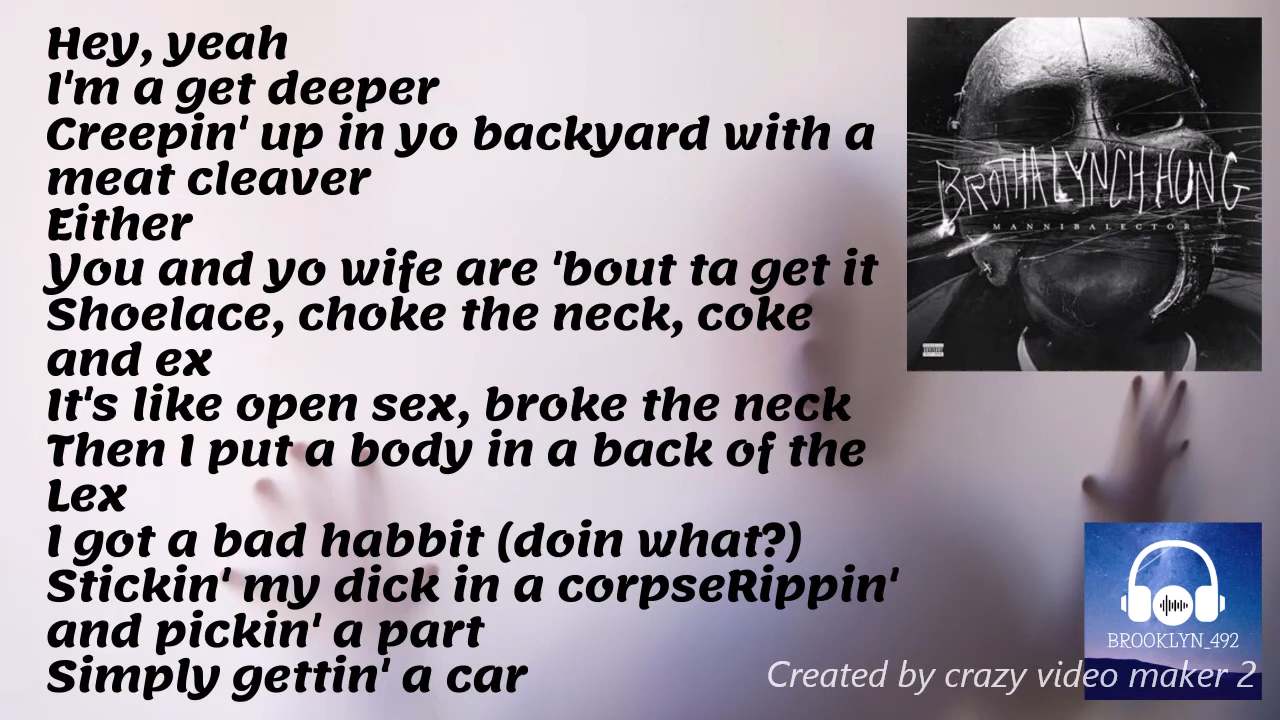 Hey, yeah
I'm a get deeper
Creepin' up in yo backyard with a
meat cleaver
Either
You and yo wife are 'bout ta get it
Shoelace, choke the neck, coke
and ex
It's like open sex, broke the neck
Then I put a body in a back of the
Lex
I got a bad habbit (doin what?)
Stickin' my dick in a corpseRippin'
and pickin' a part
Simply gettin' a car
BROTHA LYNCH HUNG
MANNIBALECTOR
BROOKLYN_492
Created by crazy video maker 2